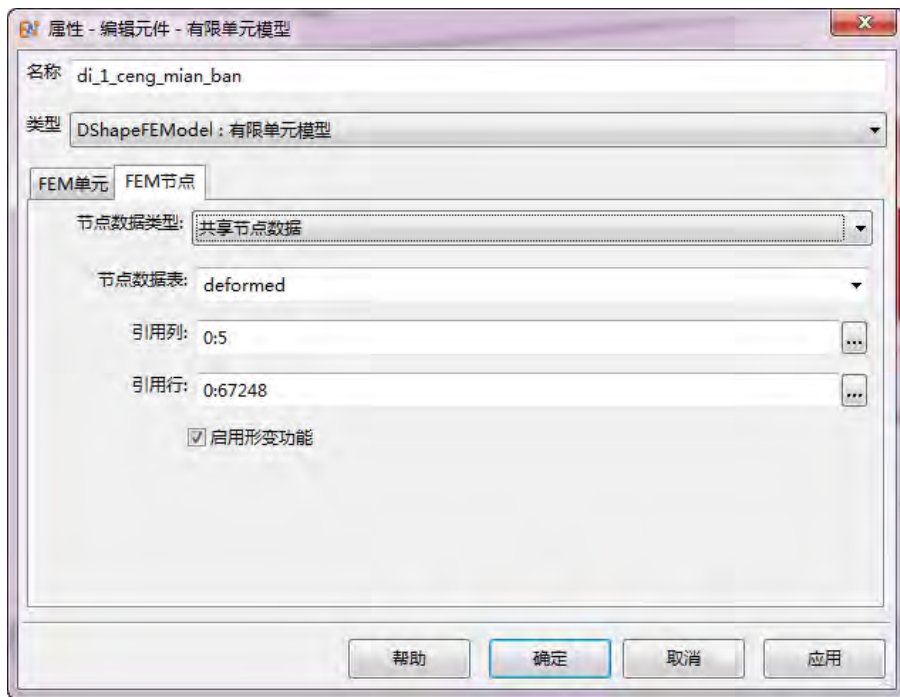 属性 - 编辑元件 - 有限单元模型
名称 di_1_ceng_mian_ban
类型 DShapeFEModel : 有限单元模型
FEM单元 FEM节点
节点数据类型: 共享节点数据
节点数据表: deformed
引用列: 0:5 ...
引用行: 0:67248 ...
启用形变功能
帮助 确定 取消 应用